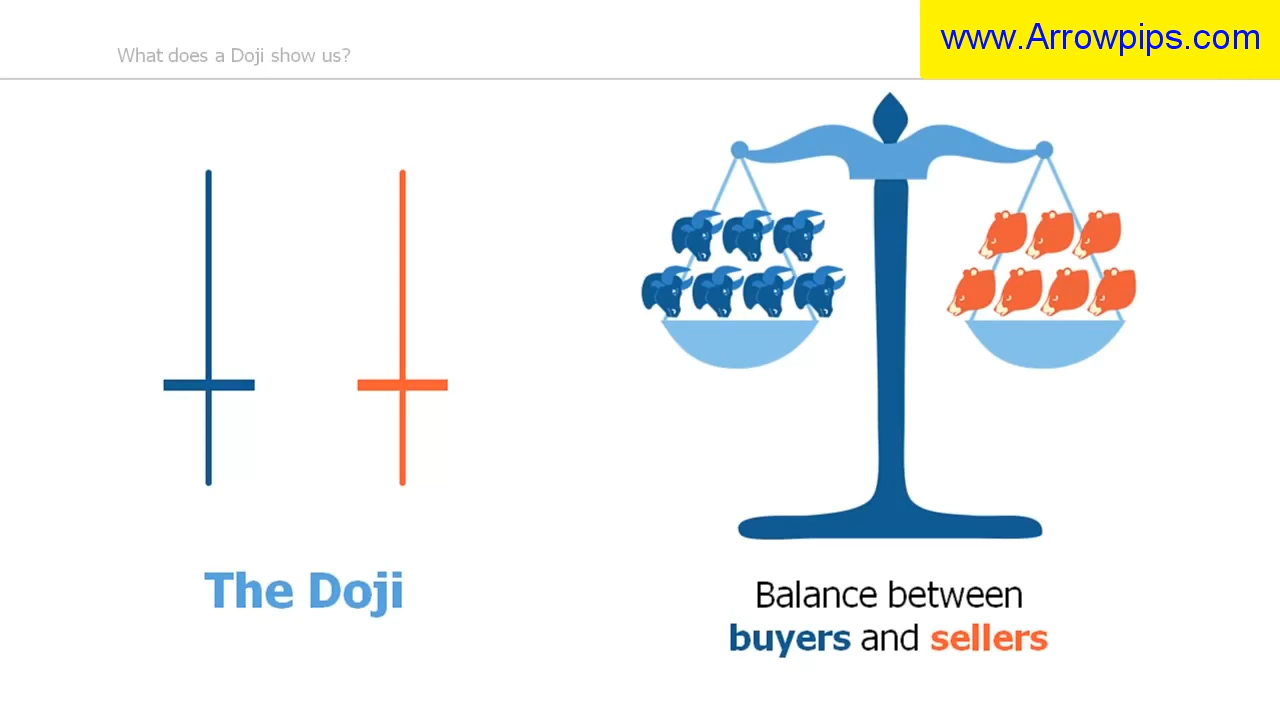 What does a Doji show us?
www.Arrowpips.com
The Doji
Balance between
buyers and sellers